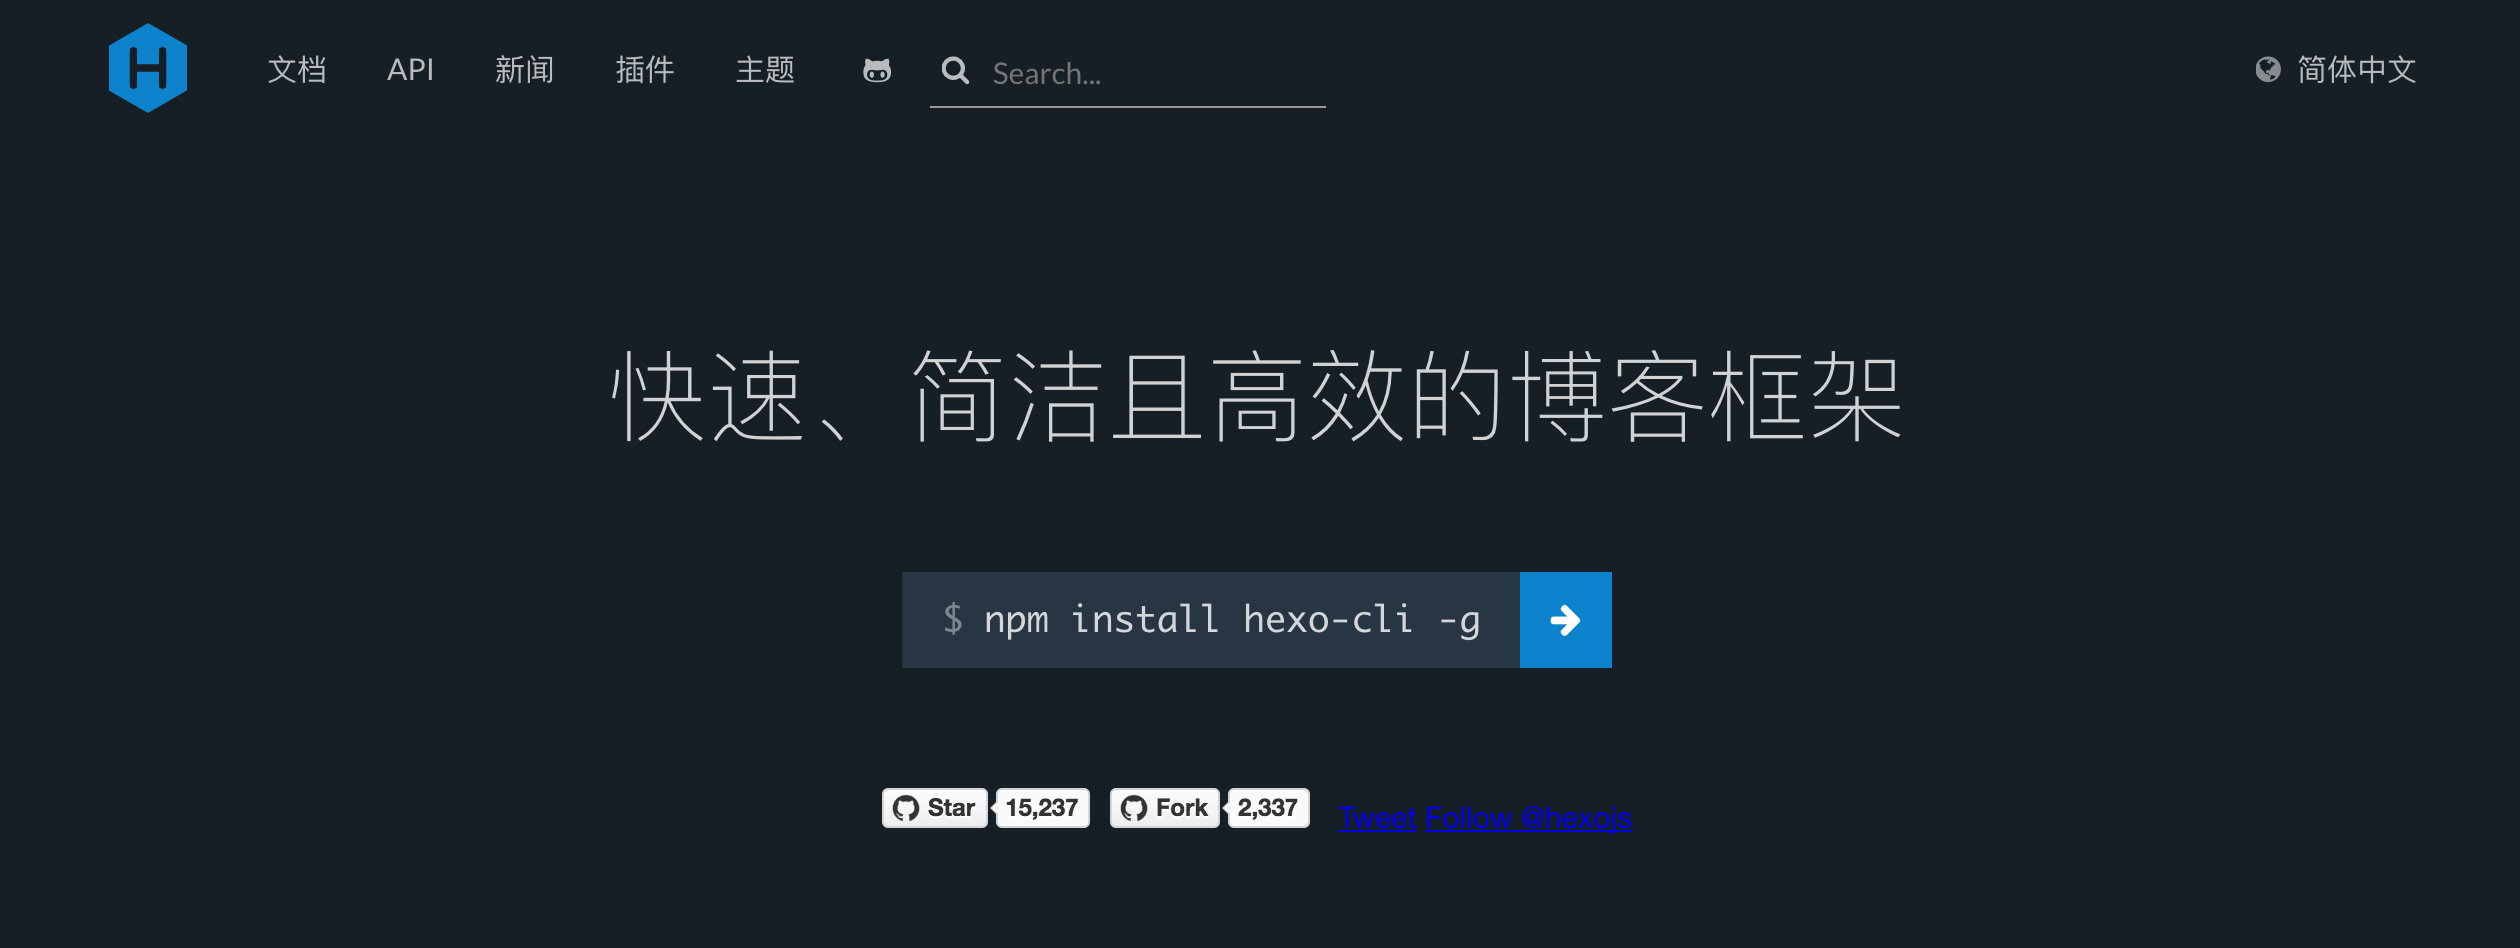 H 文档 API 新闻 插件 主题 Search... 简体中文
快速、简洁且高效的博客框架
$ npm install hexo-cli -g
Star 15,237 Fork 2,337 Tweet Follow @hexojs